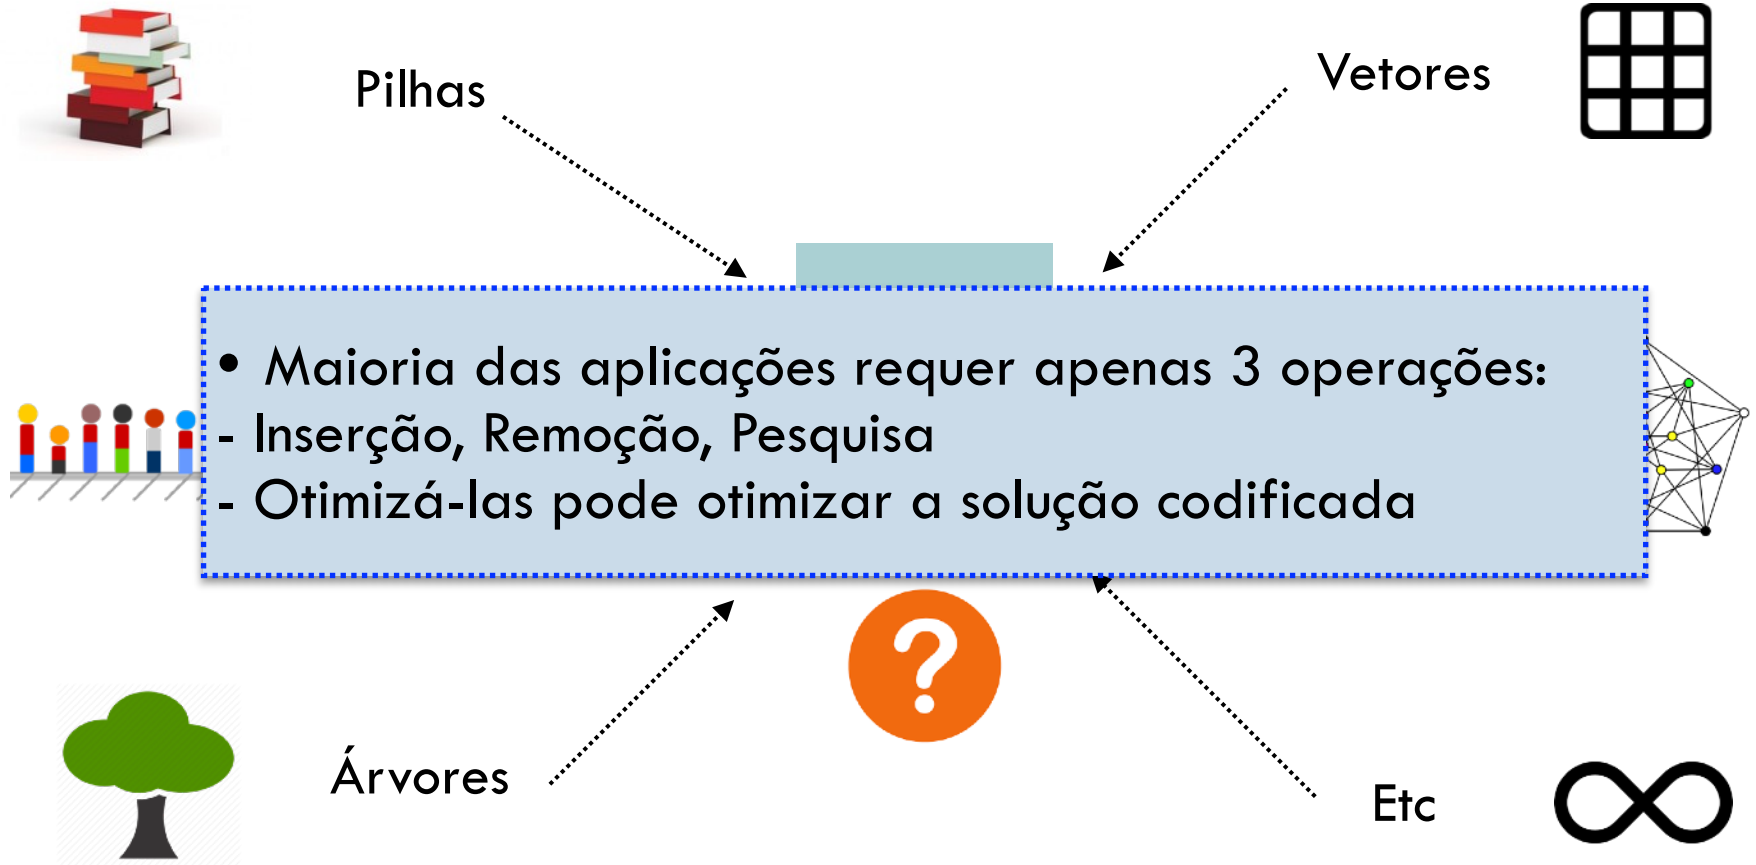 Pilhas
Vetores
• Maioria das aplicações requer apenas 3 operações:
- Inserção, Remoção, Pesquisa
- Otimizá-las pode otimizar a solução codificada
?
Árvores
Etc